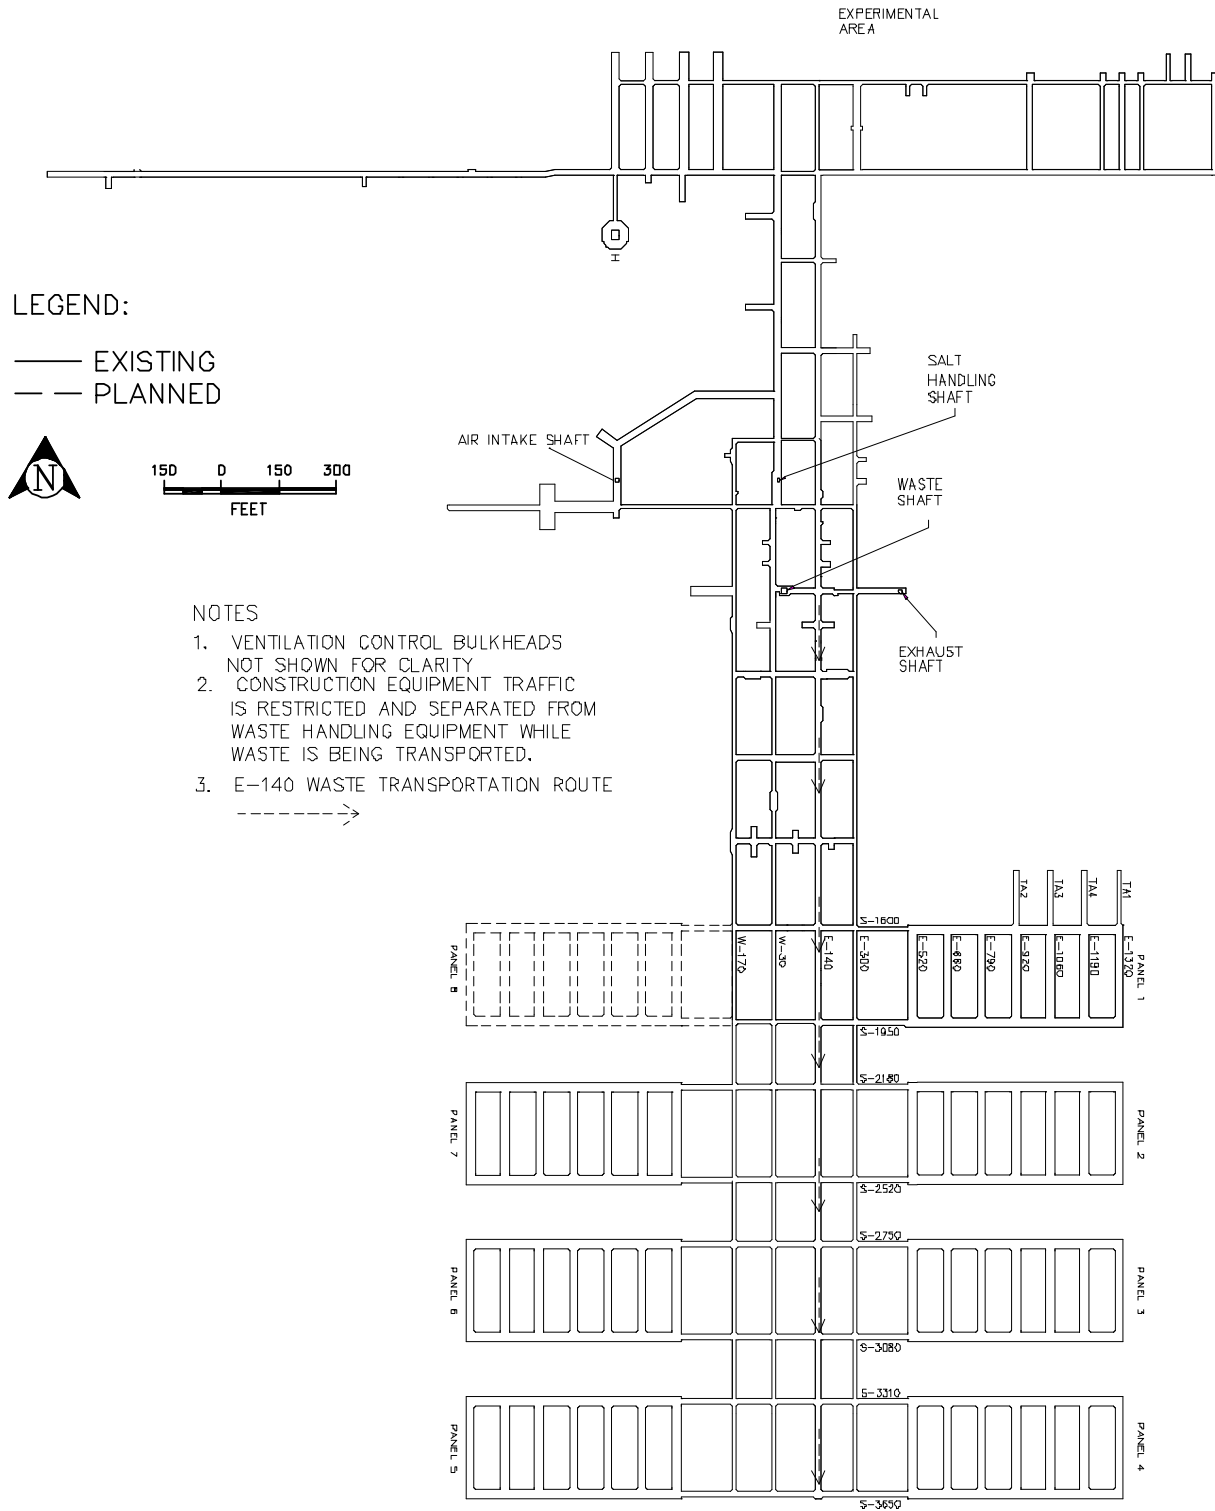 EXPERIMENTAL
AREA
LEGEND:
EXISTING
PLANNED
N
150 0 150 300
FEET
SALT
HANDLING
SHAFT
AIR INTAKE SHAFT
WASTE
SHAFT
EXHAUST
SHAFT
NOTES
1. VENTILATION CONTROL BULKHEADS
NOT SHOWN FOR CLARITY
2. CONSTRUCTION EQUIPMENT TRAFFIC
IS RESTRICTED AND SEPARATED FROM
WASTE HANDLING EQUIPMENT WHILE
WASTE IS BEING TRANSPORTED.
3. E-140 WASTE TRANSPORTATION ROUTE
TA2
TA3
TA4
TA1
S-1600
W-170
W-30
E-140
E-300
E-520
E-660
E-790
E-920
E-1060
E-1190
E-1320
PANEL 8
PANEL 1
S-1950
S-2180
PANEL 7
PANEL 2
S-2520
S-2750
PANEL 6
PANEL 3
S-3080
S-3310
PANEL 5
PANEL 4
S-3650